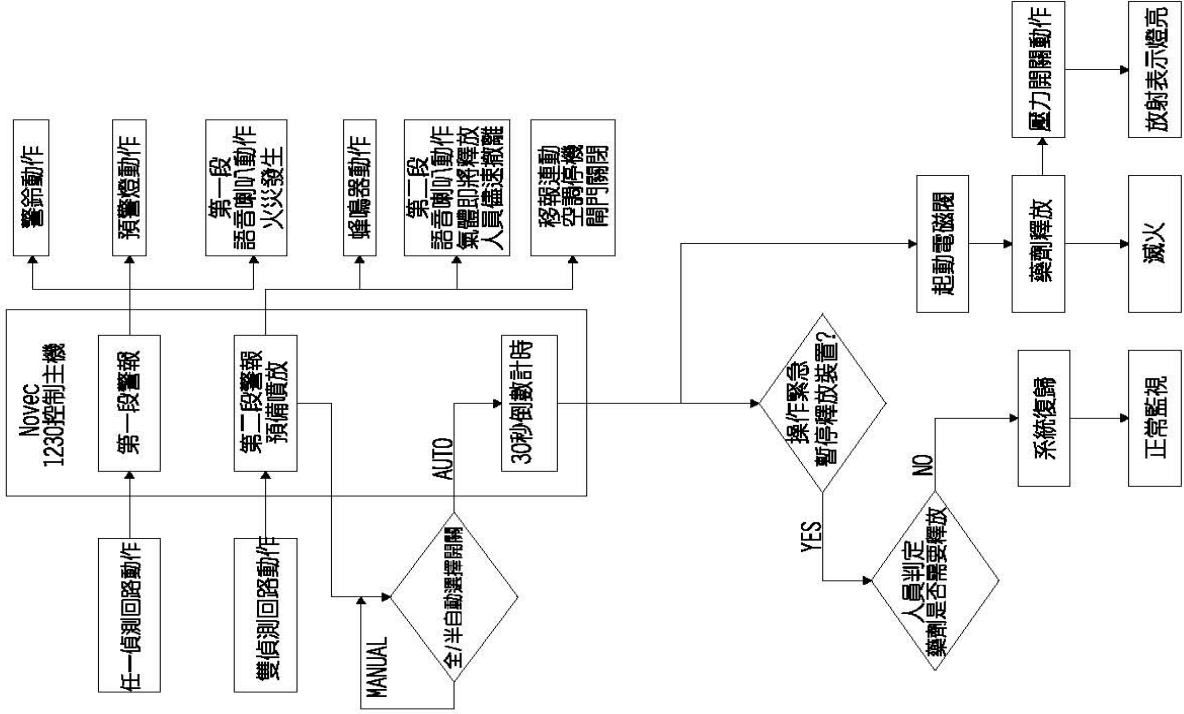 Novec
1230控制主機
任一偵測回路動作
第一段警報
警鈴動作
預警燈動作
第一段
語音喇叭動作
火災發生
雙偵測回路動作
第二段警報
預備噴放
蜂鳴器動作
第二段
語音喇叭動作
氣體即將釋放
人員儘速撤離
移報連動
空調停機
閘門關閉
MANUAL
全/半自動選擇開關
AUTO
30秒倒數計時
操作緊急
暫停釋放裝置?
YES
人員判定
藥劑是否需要釋放
NO
系統復歸
正常監視
起動電磁閥
藥劑釋放
滅火
壓力開關動作
放射表示燈亮